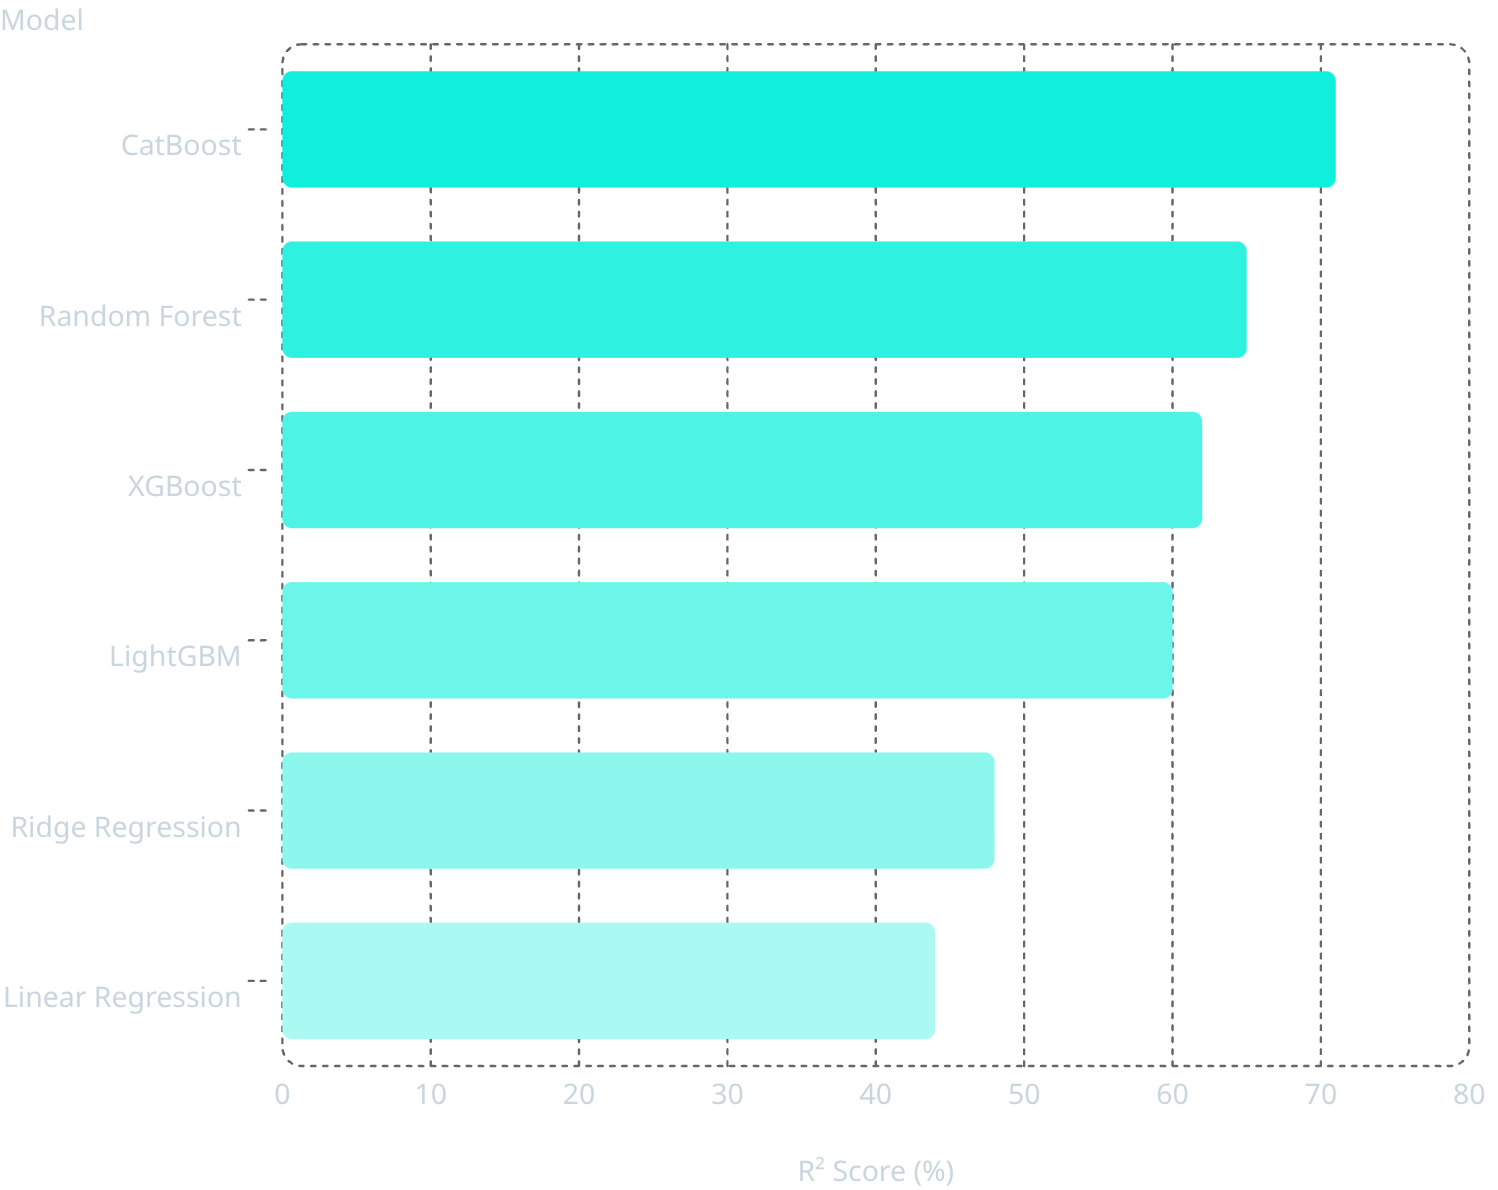 Model
CatBoost
Random Forest
XGBoost
LightGBM
Ridge Regression
Linear Regression
0 10 20 30 40 50 60 70 80
R² Score (%)